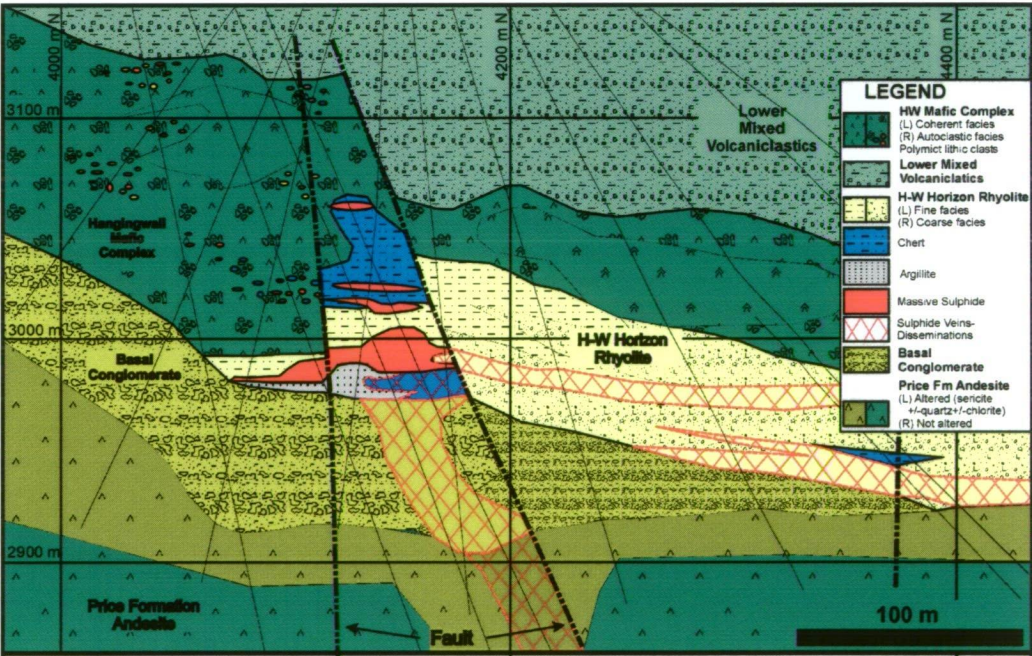 4000 m N
4200 m N
4400 m N
3100 m
Lower
Mixed
Volcaniclastics
Hangingwall
Mafic
Complex
3000 m
Basal
Conglomerate
H-W Horizon
Rhyolite
2900 m
Price Formation
Andesite
Fault
100 m
LEGEND
HW Mafic Complex
(L) Coherent facies
(R) Autoclastic facies
Polymict lithic clasts
Lower Mixed
Volcaniclatics
H-W Horizon Rhyolite
(L) Fine facies
(R) Coarse facies
Chert
Argillite
Massive Sulphide
Sulphide Veins-
Disseminations
Basal
Conglomerate
Price Fm Andesite
(L) Altered (sericite
+/-quartz+/-chlorite)
(R) Not altered